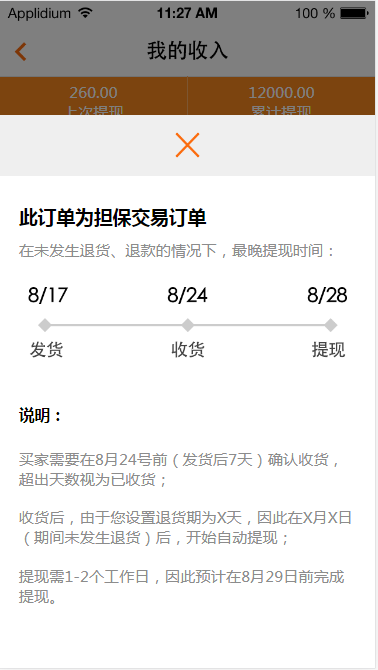 Applidium 11:27 AM 100 %
我的收入
260.00 12000.00
上次提现 累计提现
此订单为担保交易订单
在未发生退货、退款的情况下，最晚提现时间：
8/17 8/24 8/28
发货 收货 提现
说明：
买家需要在8月24号前（发货后7天）确认收货，
超出天数视为已收货；
收货后，由于您设置退货期为X天，因此在X月X日
（期间未发生退货）后，开始自动提现；
提现需1-2个工作日，因此预计在8月29日前完成
提现。